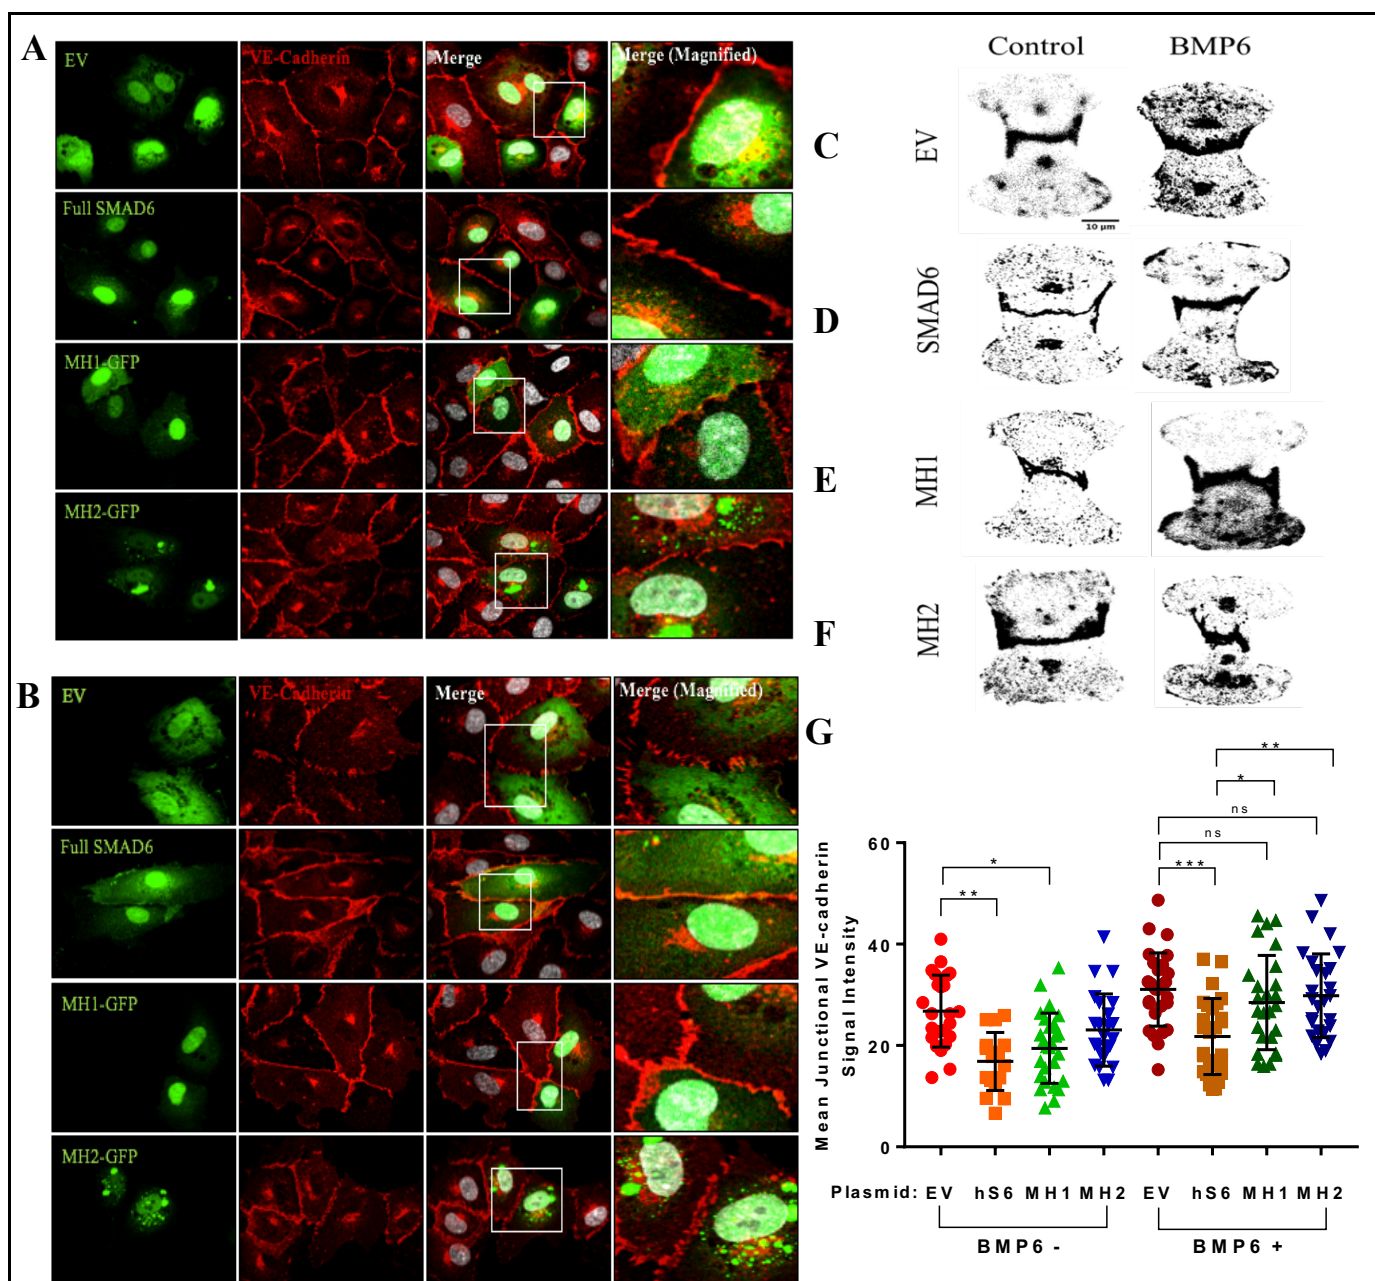 A
EV
VE-Cadherin
Merge
Merge (Magnified)
Full SMAD6
MH1-GFP
MH2-GFP
B
EV
VE-Cadherin
Merge
Merge (Magnified)
Full SMAD6
MH1-GFP
MH2-GFP
Control
BMP6
C
EV
10 µm
D
SMAD6
E
MH1
F
MH2
G
Mean Junctional VE-cadherin
Signal Intensity
60
40
20
0
*
**
**
*
ns
ns
***
Plasmid: EV hS6 MH1 MH2 EV hS6 MH1 MH2
BMP6 - BMP6 +